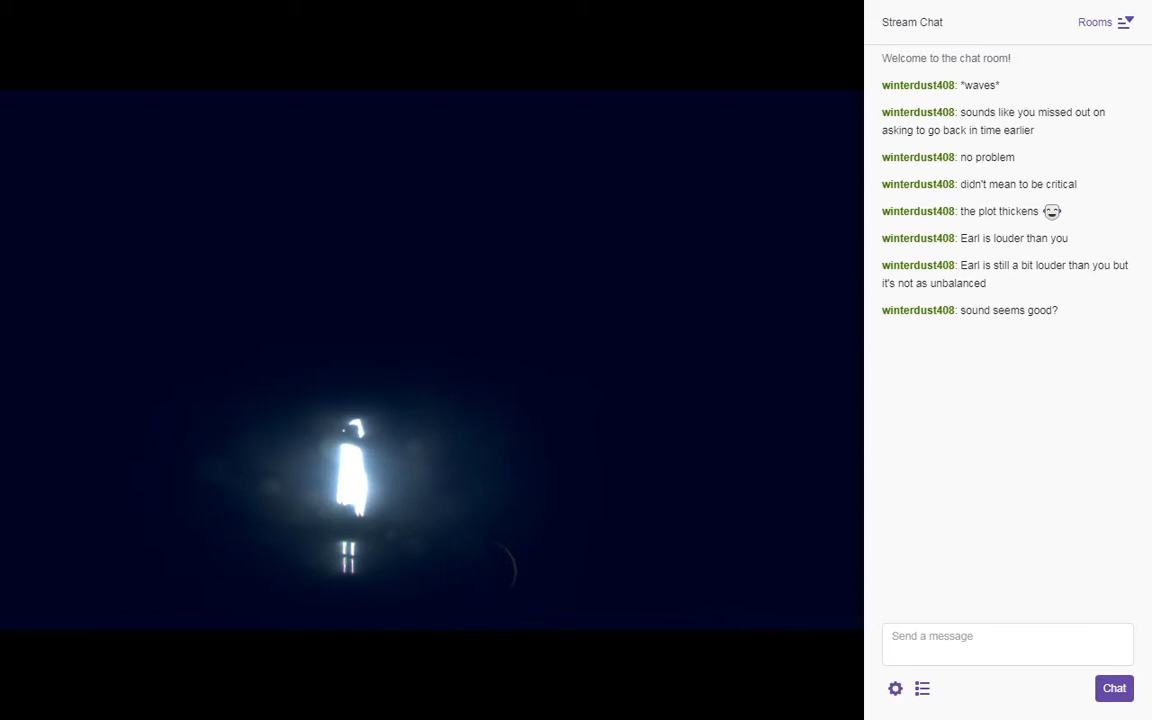 Stream Chat
Rooms
Welcome to the chat room!
winterdust408: *waves*
winterdust408: sounds like you missed out on
asking to go back in time earlier
winterdust408: no problem
winterdust408: didn't mean to be critical
winterdust408: the plot thickens
winterdust408: Earl is louder than you
winterdust408: Earl is still a bit louder than you but
it's not as unbalanced
winterdust408: sound seems good?
Send a message
Chat